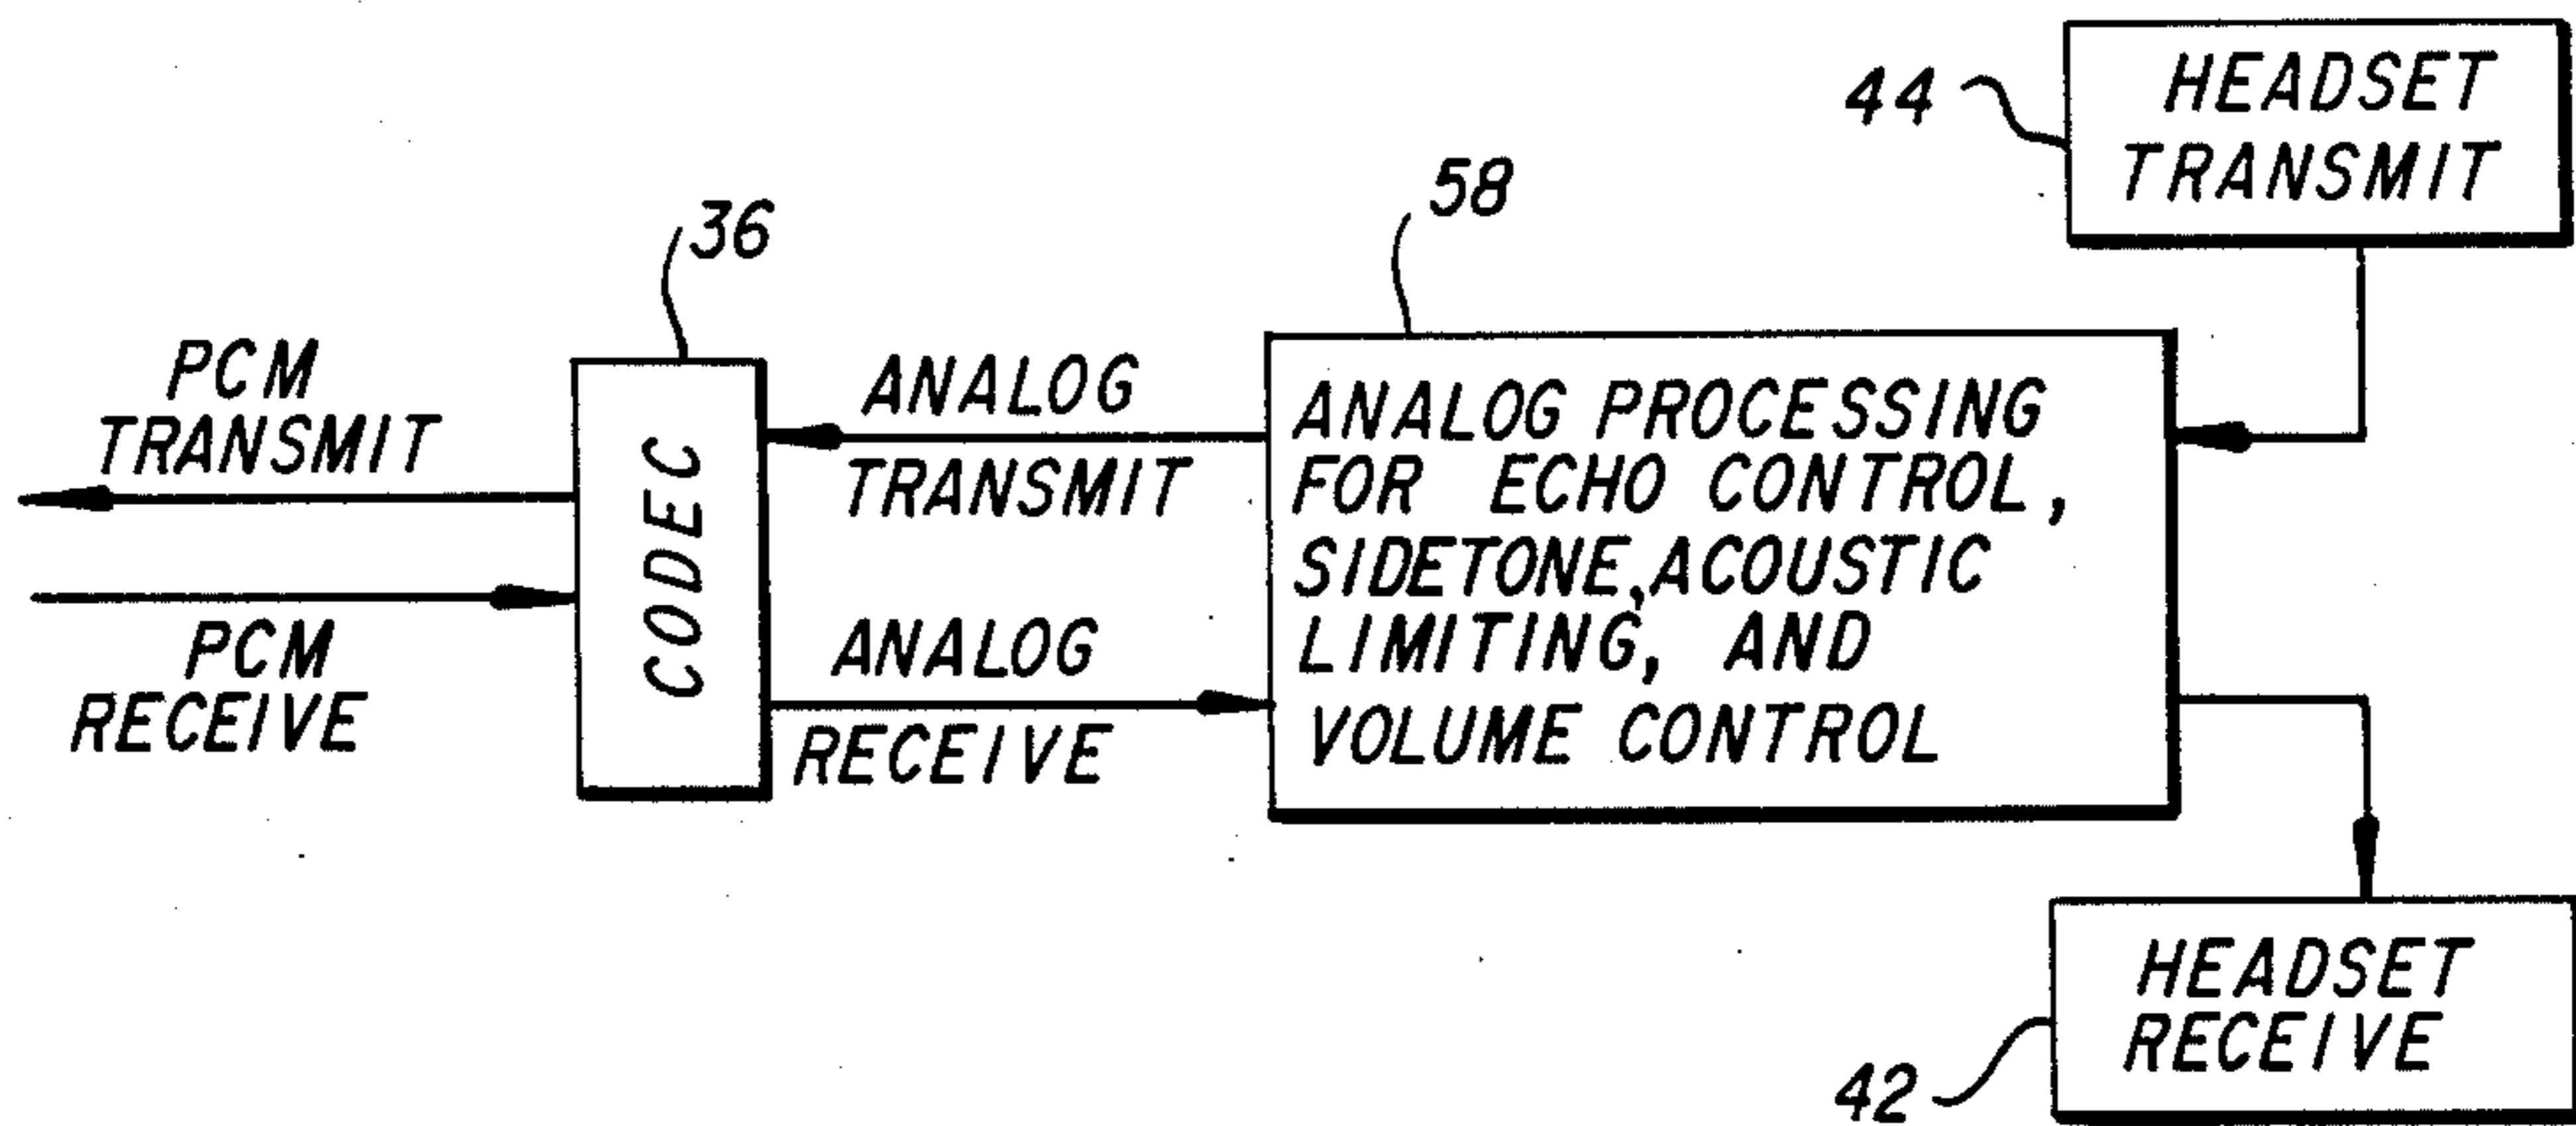 HEADSET
TRANSMIT
44
58
36
PCM
TRANSMIT
PCM
RECEIVE
CODEC
ANALOG
TRANSMIT
ANALOG
RECEIVE
ANALOG PROCESSING
FOR ECHO CONTROL,
SIDETONE, ACOUSTIC
LIMITING, AND
VOLUME CONTROL
HEADSET
RECEIVE
42